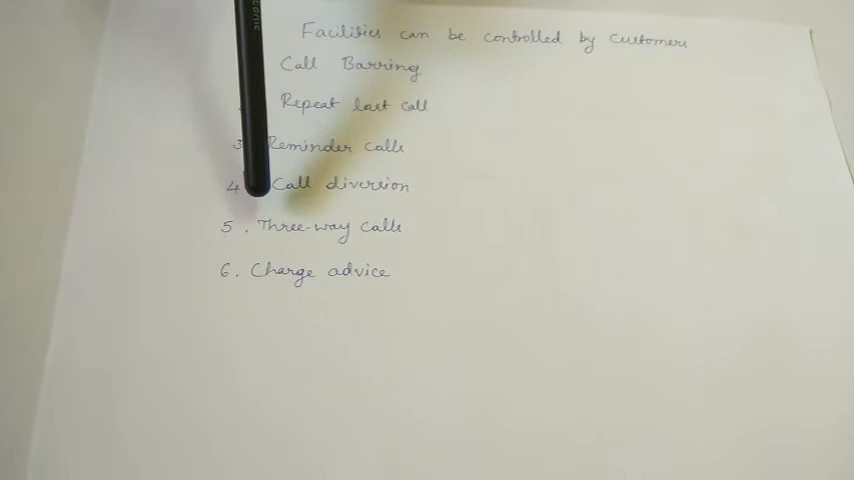 Facilities can be controlled by customers
Call Barring
Repeat last call
3 Reminder calls
4 Call diversion
5. Three-way calls
6. Charge advice